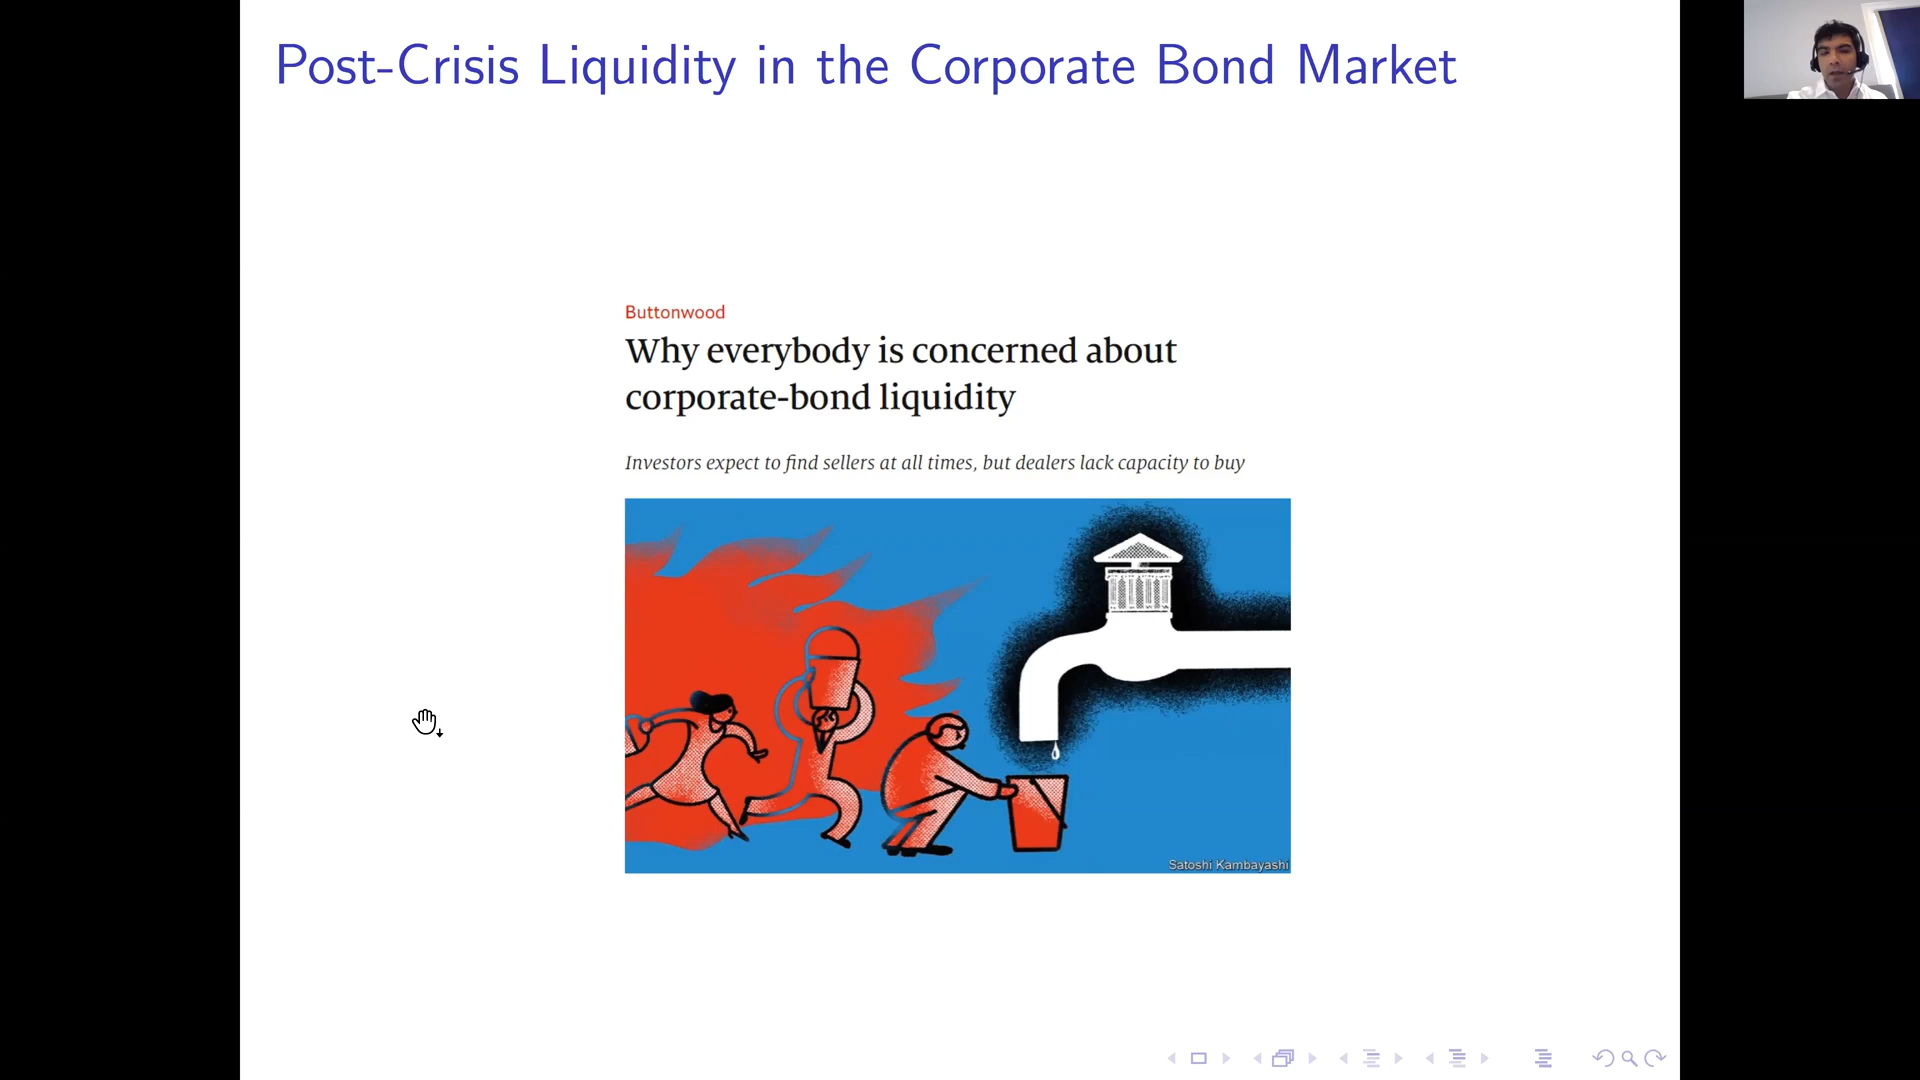 Post-Crisis Liquidity in the Corporate Bond Market
Buttonwood
Why everybody is concerned about
corporate-bond liquidity
Investors expect to find sellers at all times, but dealers lack capacity to buy
Satoshi Kambayashi